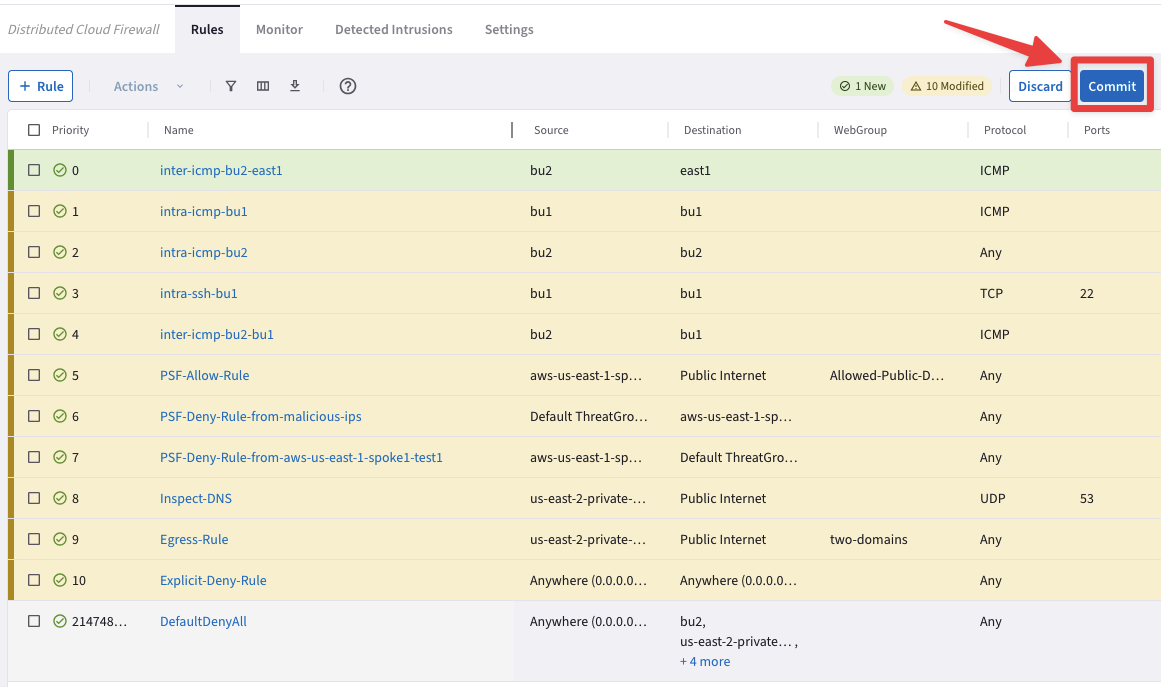 Distributed Cloud Firewall Rules Monitor Detected Intrusions Settings
+ Rule Actions 1 New 10 Modified Discard Commit
Priority Name Source Destination WebGroup Protocol Ports
0 inter-icmp-bu2-east1 bu2 east1 ICMP
1 intra-icmp-bu1 bu1 bu1 ICMP
2 intra-icmp-bu2 bu2 bu2 Any
3 intra-ssh-bu1 bu1 bu1 TCP 22
4 inter-icmp-bu2-bu1 bu2 bu1 ICMP
5 PSF-Allow-Rule aws-us-east-1-sp... Public Internet Allowed-Public-D... Any
6 PSF-Deny-Rule-from-malicious-ips Default ThreatGro... aws-us-east-1-sp... Any
7 PSF-Deny-Rule-from-aws-us-east-1-spoke1-test1 aws-us-east-1-sp... Default ThreatGro... Any
8 Inspect-DNS us-east-2-private-... Public Internet UDP 53
9 Egress-Rule us-east-2-private-... Public Internet two-domains Any
10 Explicit-Deny-Rule Anywhere (0.0.0.0... Anywhere (0.0.0.0... Any
214748... DefaultDenyAll Anywhere (0.0.0.0... bu2, Any
us-east-2-private... ,
+ 4 more